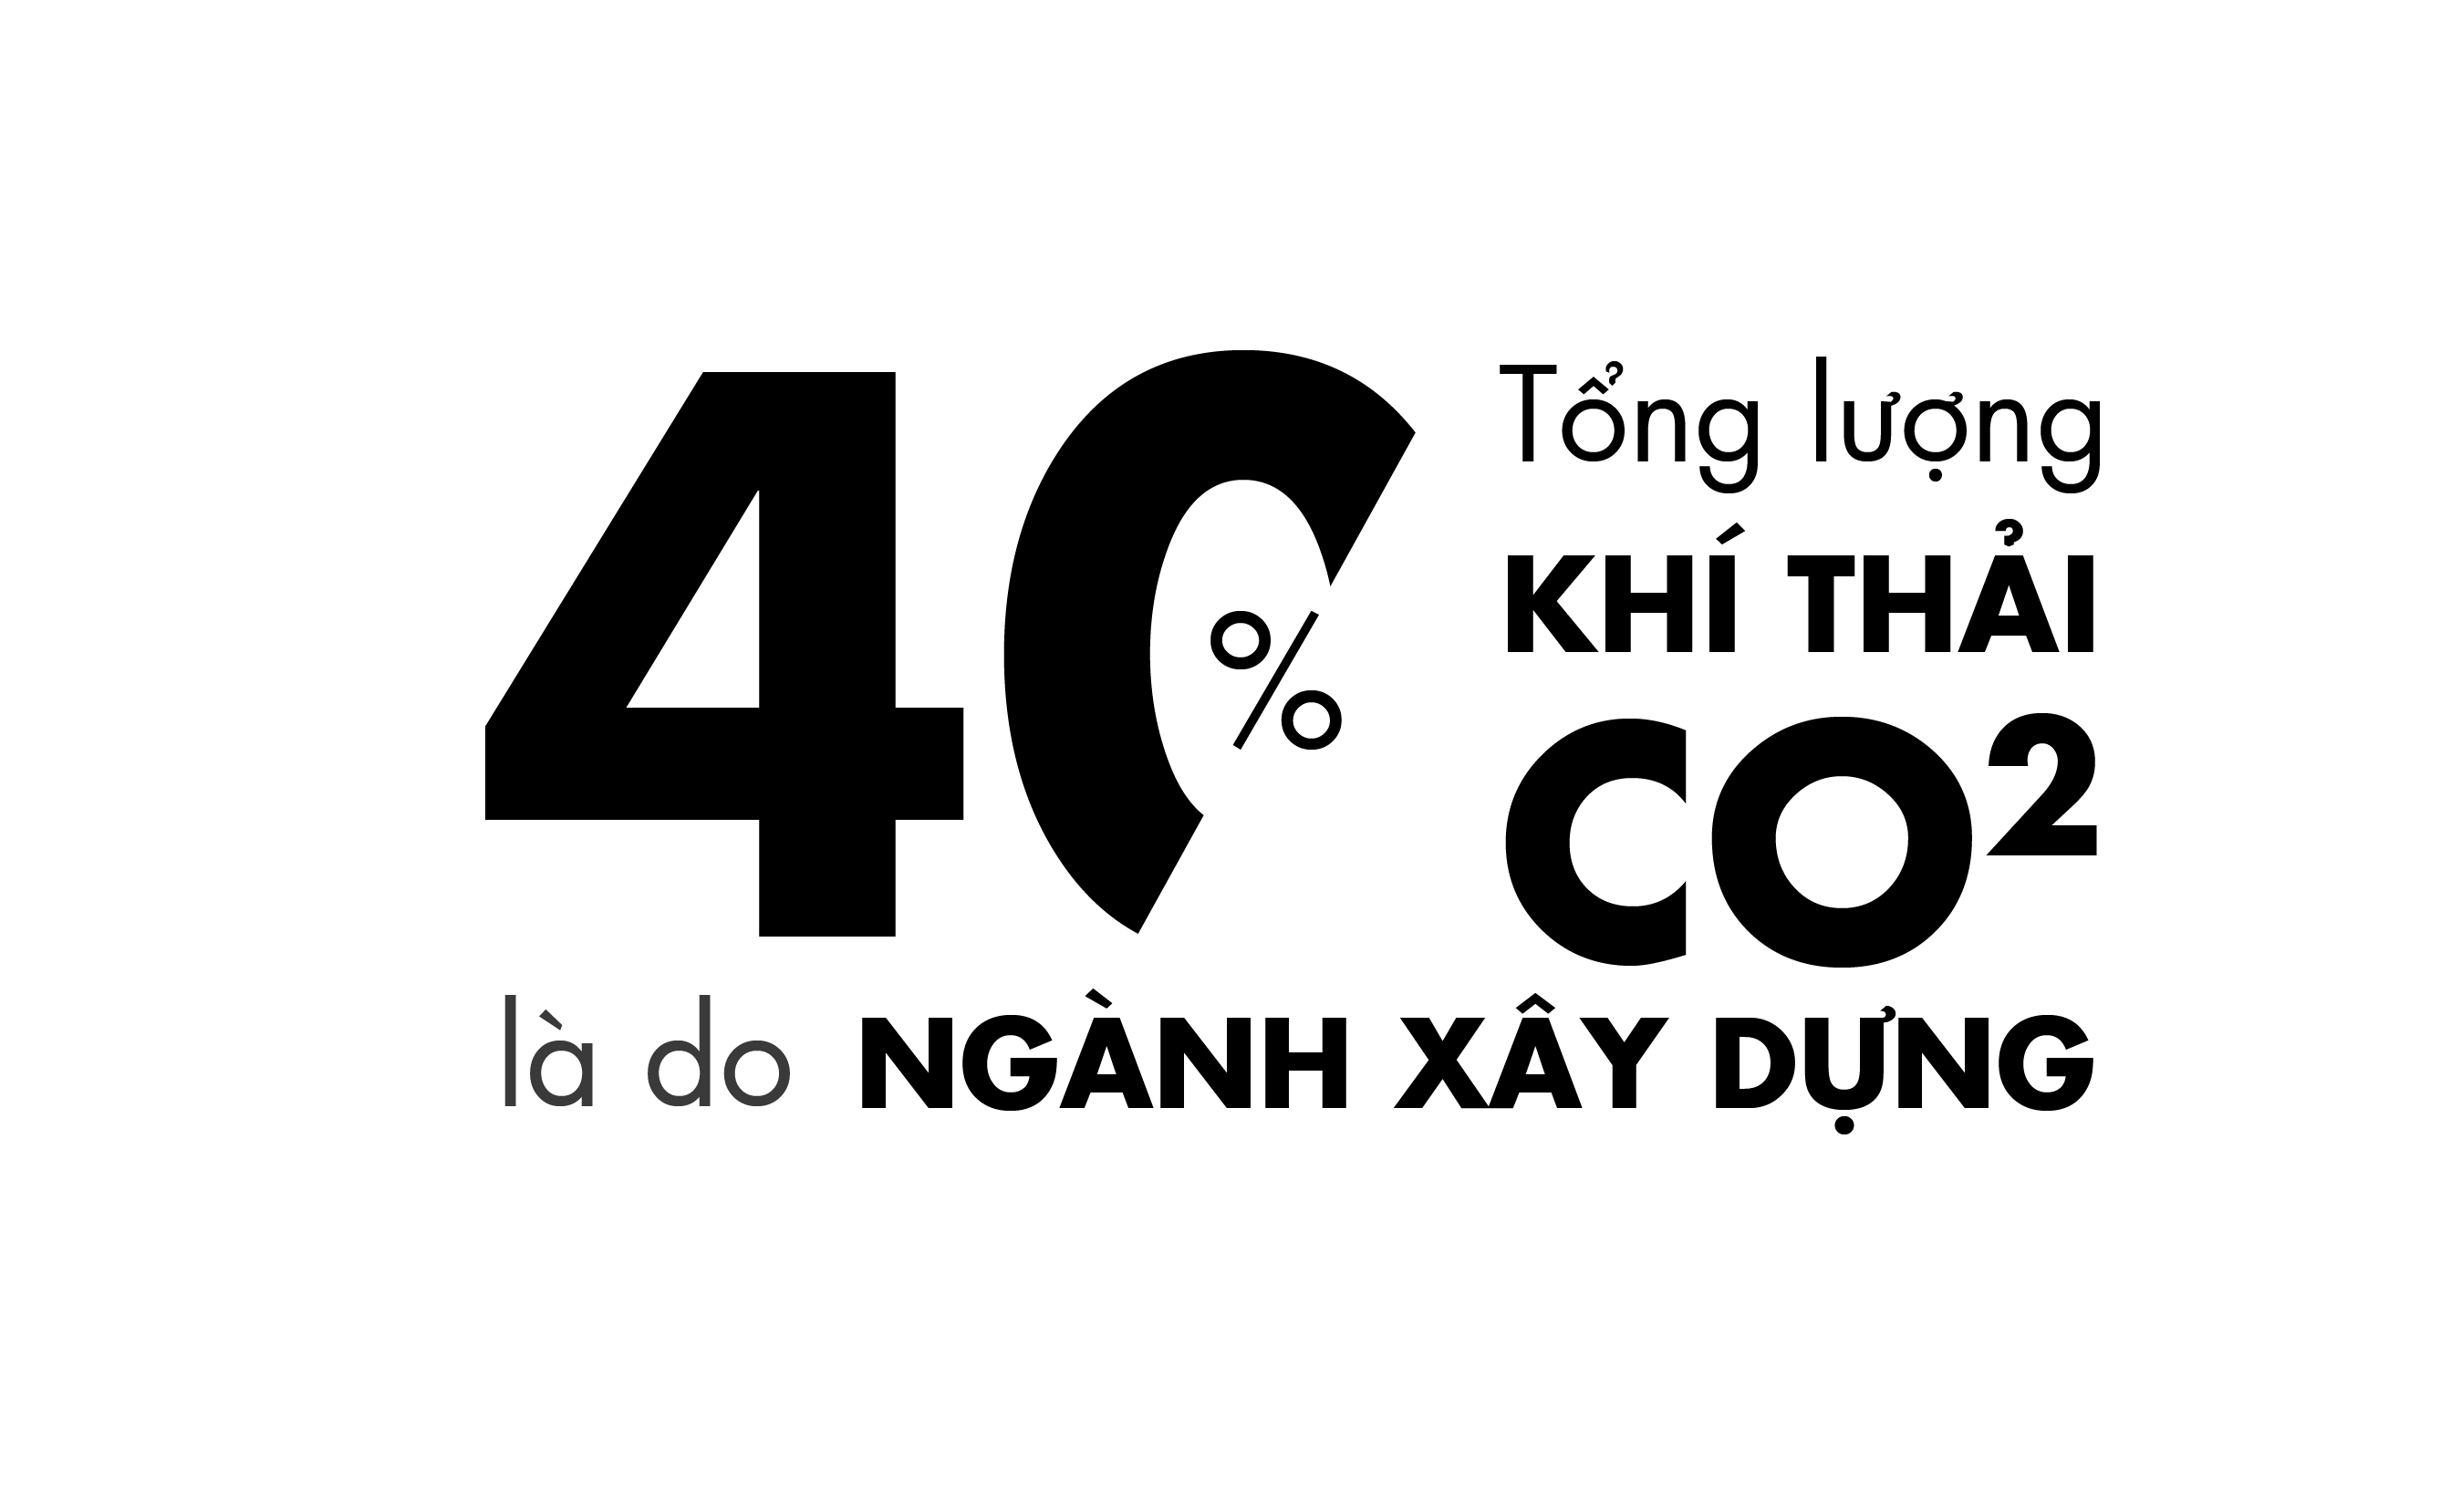 40%
Tổng lượng
KHÍ THẢI
CO²
là do NGÀNH XÂY DỰNG